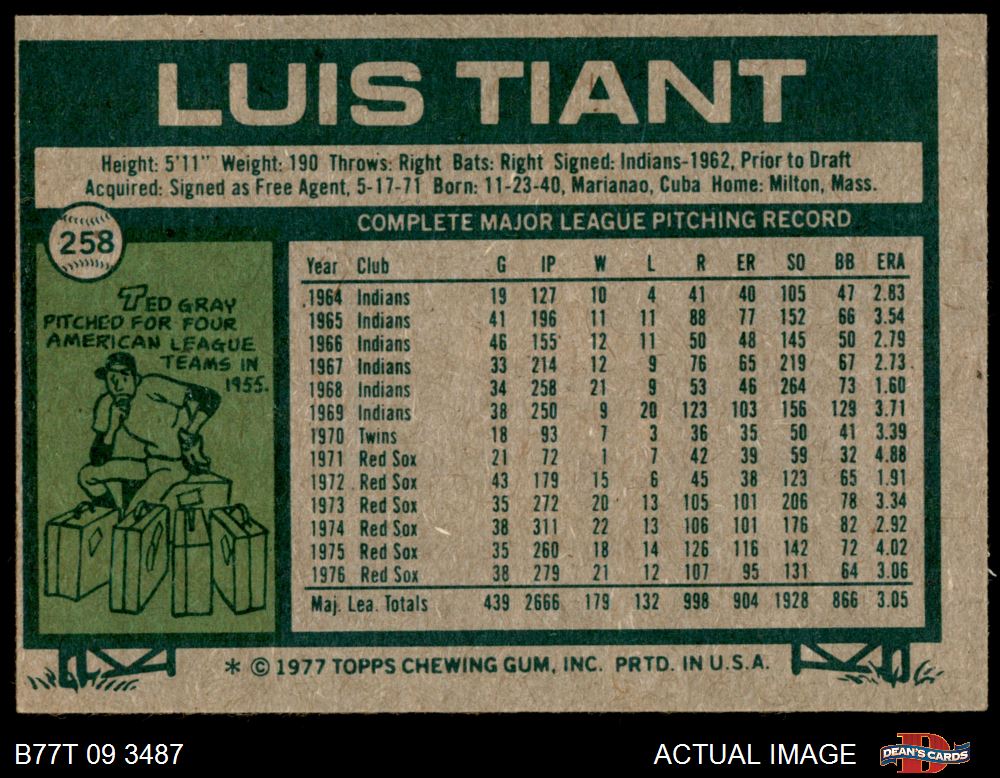 LUIS TIANT
Height: 5'11" Weight: 190 Throws: Right Bats: Right Signed: Indians-1962, Prior to Draft
Acquired: Signed as Free Agent, 5-17-71 Born: 11-23-40, Marianao, Cuba Home: Milton, Mass.
258
TED GRAY
PITCHED FOR FOUR
AMERICAN LEAGUE
TEAMS IN
1955.
COMPLETE MAJOR LEAGUE PITCHING RECORD
Year Club G IP W L R ER SO BB ERA
1964 Indians 19 127 10 4 41 40 105 47 2.83
1965 Indians 41 196 11 11 88 77 152 66 3.54
1966 Indians 46 155 12 11 50 48 145 50 2.79
1967 Indians 33 214 12 9 76 65 219 67 2.73
1968 Indians 34 258 21 9 53 46 264 73 1.60
1969 Indians 38 250 9 20 123 103 156 129 3.71
1970 Twins 18 93 7 3 36 35 50 41 3.39
1971 Red Sox 21 72 1 7 42 39 59 32 4.88
1972 Red Sox 43 179 15 6 45 38 123 65 1.91
1973 Red Sox 35 272 20 13 105 101 206 78 3.34
1974 Red Sox 38 311 22 13 106 101 176 82 2.92
1975 Red Sox 35 260 18 14 126 116 142 72 4.02
1976 Red Sox 38 279 21 12 107 95 131 64 3.06
Maj. Lea. Totals 439 2666 179 132 998 904 1928 866 3.05
* © 1977 TOPPS CHEWING GUM, INC. PRTD. IN U.S.A.
B77T 09 3487
ACTUAL IMAGE
DEAN'S CARDS